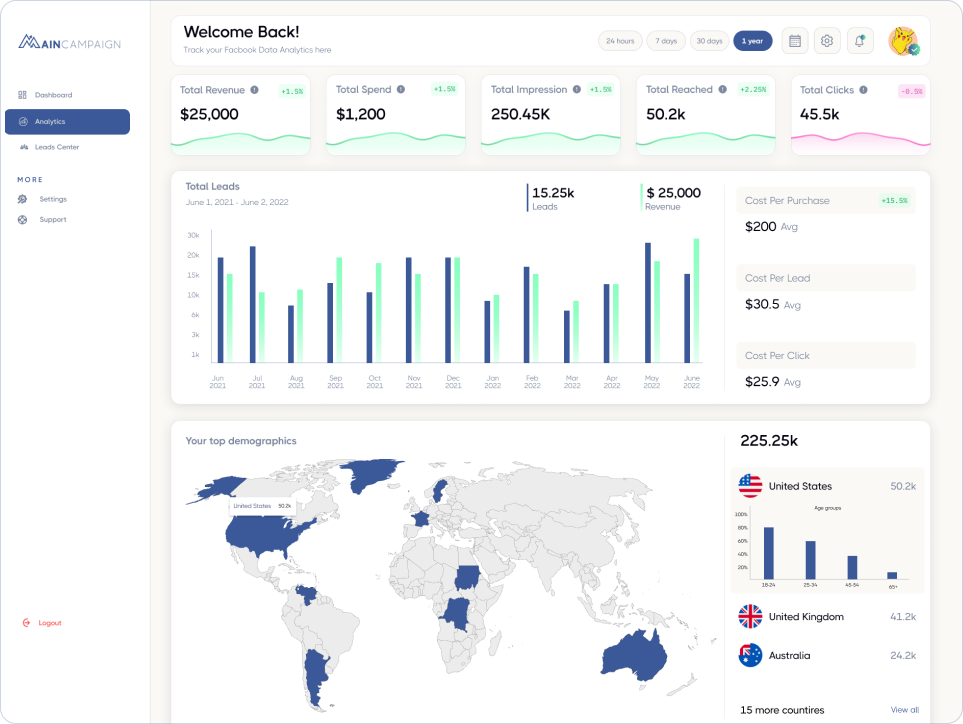 MAINCAMPAIGN
Dashboard
Analytics
Leads Center
MORE
Settings
Support
Logout
Welcome Back!
Track your Facbook Data Analytics here
24 hours
7 days
30 days
1 year
Total Revenue
+1.5%
$25,000
Total Spend
+1.5%
$1,200
Total Impression
+1.5%
250.45K
Total Reached
+2.25%
50.2k
Total Clicks
-0.5%
45.5k
Total Leads
June 1, 2021 - June 2, 2022
15.25k
Leads
$ 25,000
Revenue
30k
20k
15k
10k
6k
3k
1k
Jun
2021
Jul
2021
Aug
2021
Sep
2021
Oct
2021
Nov
2021
Dec
2021
Jan
2022
Feb
2022
Mar
2022
Apr
2022
May
2022
June
2022
Cost Per Purchase
+15.5%
$200 Avg
Cost Per Lead
$30.5 Avg
Cost Per Click
$25.9 Avg
Your top demographics
United States 50.2k
225.25k
United States 50.2k
Age groups
100%
80%
60%
40%
20%
18-24
25-34
45-54
65+
United Kingdom 41.2k
Australia 24.2k
15 more countires
View all